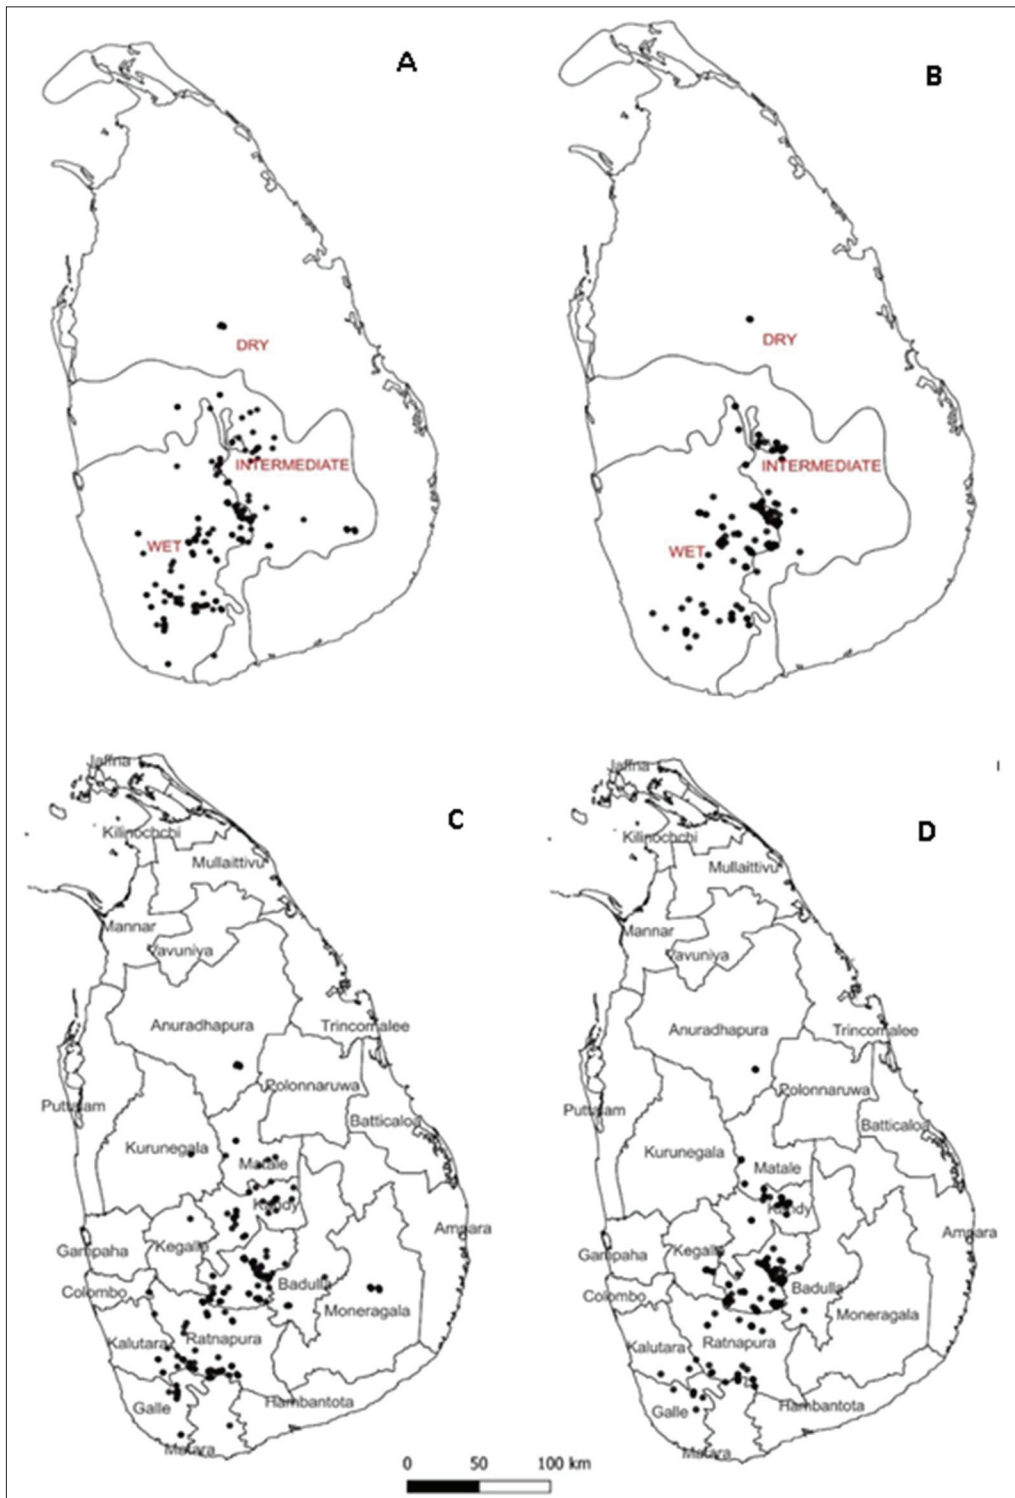 A
B
DRY
DRY
INTERMEDIATE
INTERMEDIATE
WET
WET
Jaffna
Jaffna
C
D
Kilinochchi
Kilinochchi
Mullaittivu
Mullaittivu
Mannar
Mannar
Vavuniya
Vavuniya
Anuradhapura
Trincomalee
Anuradhapura
Trincomalee
Polonnaruwa
Polonnaruwa
Puttalam
Puttalam
Batticaloa
Batticaloa
Kurunegala
Matale
Kurunegala
Matale
Kandy
Kandy
Ampara
Ampara
Kegalle
Kegalle
Gampaha
Gampaha
Colombo
Badulla
Colombo
Badulla
Moneragala
Moneragala
Kalutara
Ratnapura
Kalutara
Ratnapura
Galle
Hambantota
Galle
Hambantota
Matara
Matara
0 50 100 km